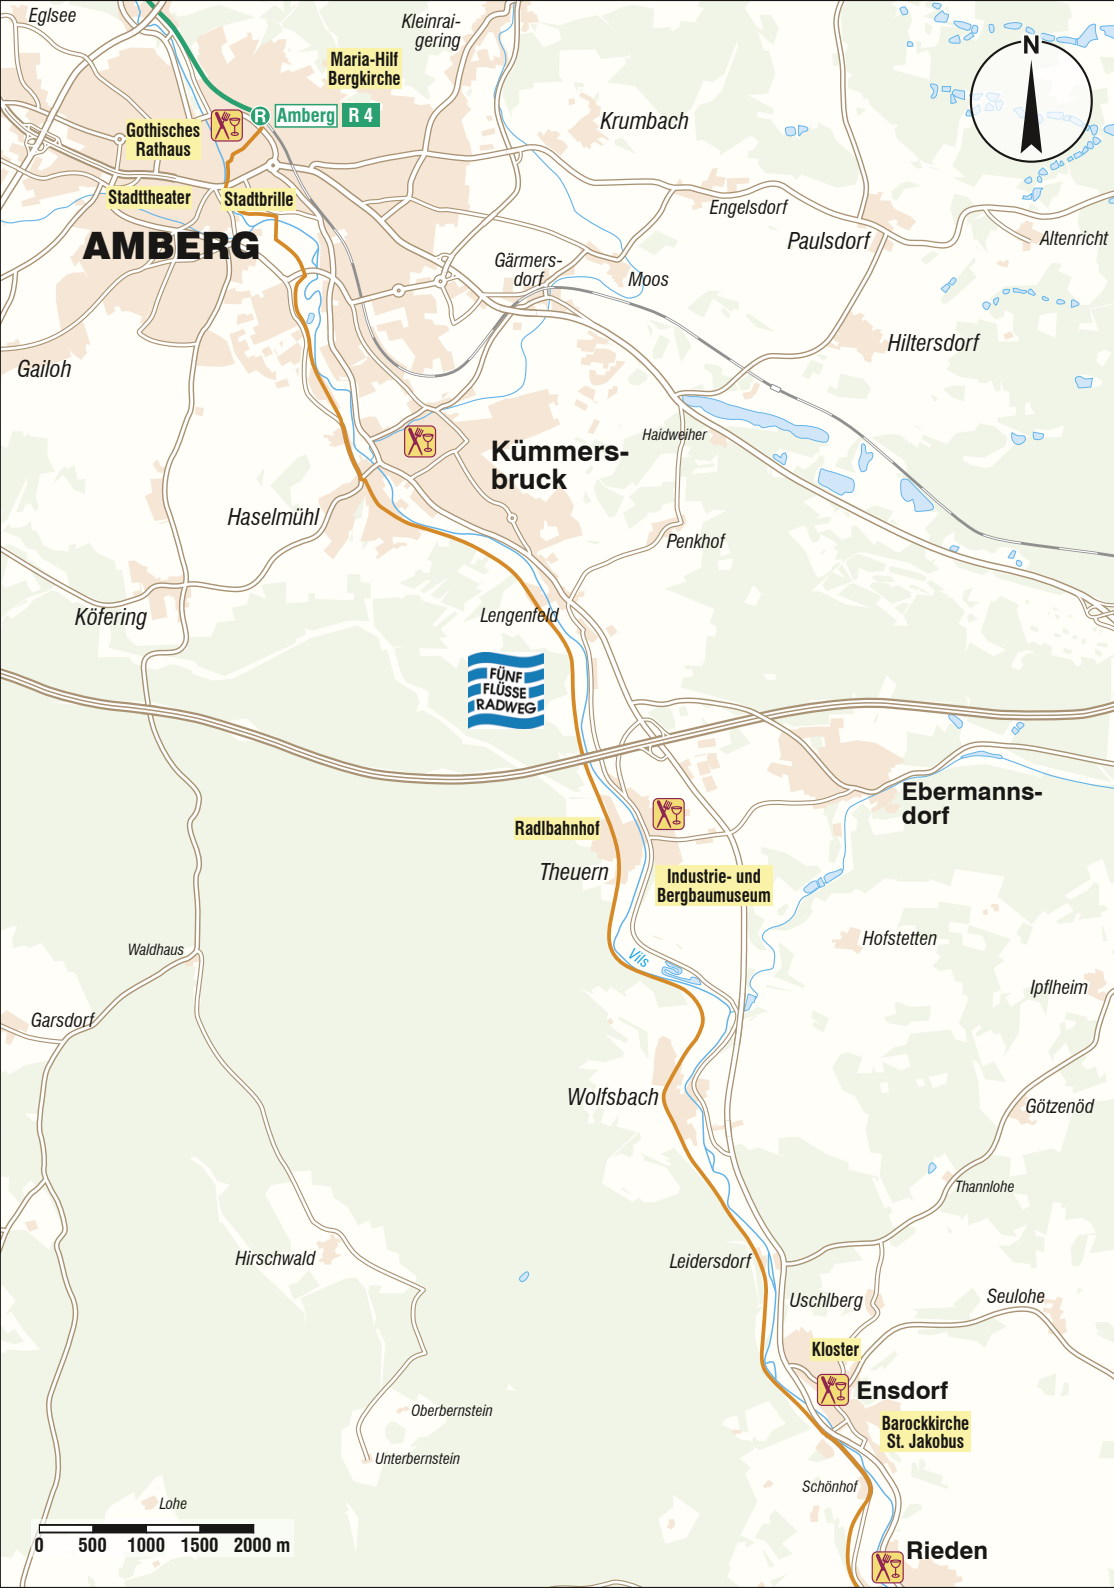 Eglsee
Kleinrai-
gering
N
Maria-Hilf
Bergkirche
R
Amberg
R 4
Krumbach
Gothisches
Rathaus
Stadttheater
Stadtbrille
Engelsdorf
AMBERG
Paulsdorf
Altenricht
Gärmers-
dorf
Moos
Hiltersdorf
Gailoh
Haidweiher
Kümmers-
bruck
Haselmühl
Penkhof
Köfering
Lengenfeld
FÜNF
FLÜSSE
RADWEG
Ebermanns-
dorf
Radlbahnhof
Theuern
Industrie- und
Bergbaumuseum
Waldhaus
Vils
Hofstetten
Ipflheim
Garsdorf
Wolfsbach
Götzenöd
Thannlohe
Hirschwald
Leidersdorf
Uschlberg
Seulohe
Kloster
Ensdorf
Oberbernstein
Barockkirche
St. Jakobus
Unterbernstein
Schönhof
Lohe
0 500 1000 1500 2000 m
Rieden